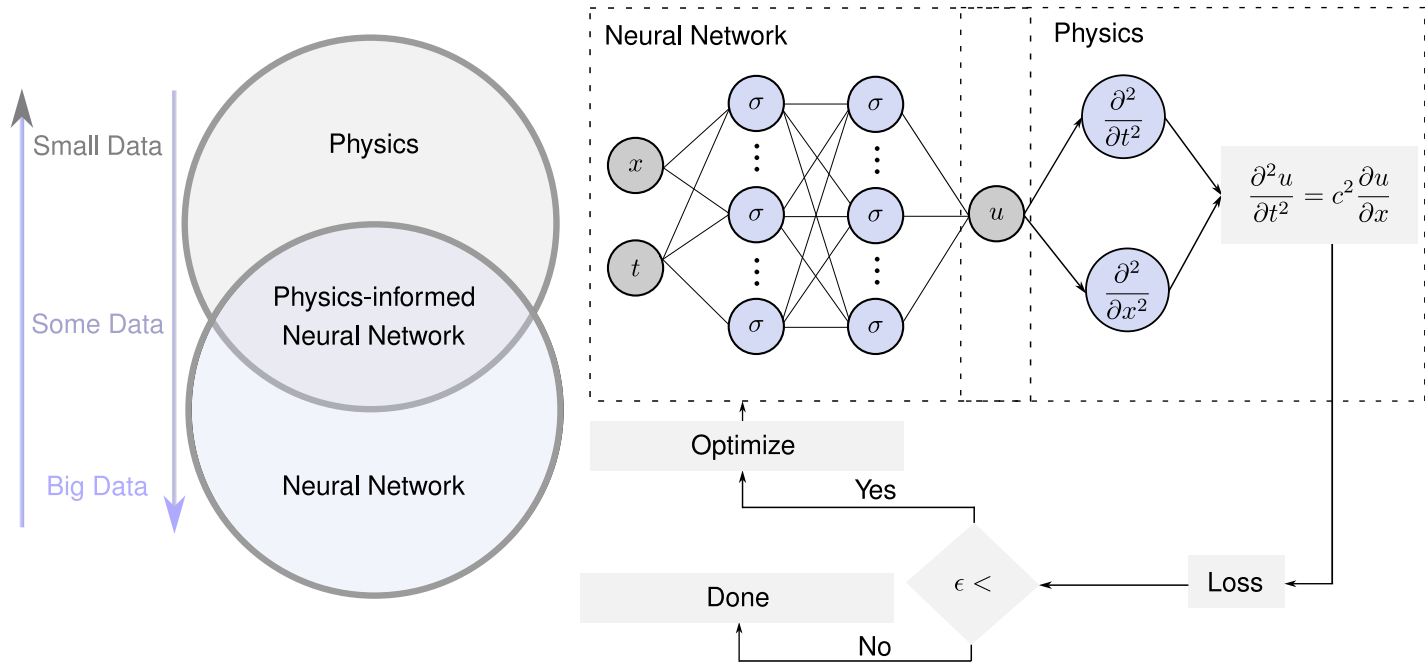 Small Data
Some Data
Big Data
Physics
Physics-informed
Neural Network
Neural Network
Neural Network
Physics
x
t
σ
σ
σ
σ
σ
σ
u
∂²
∂t²
∂²
∂x²
∂²u/∂t² = c² ∂u/∂x
Optimize
Yes
ϵ <
Loss
Done
No